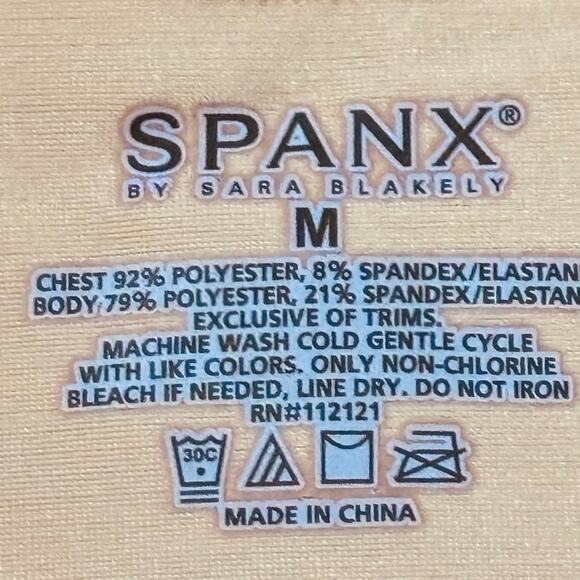 SPANX®
BY SARA BLAKELY
M
CHEST 92% POLYESTER, 8% SPANDEX/ELASTAN
BODY 79% POLYESTER, 21% SPANDEX/ELASTAN
EXCLUSIVE OF TRIMS.
MACHINE WASH COLD GENTLE CYCLE
WITH LIKE COLORS. ONLY NON-CHLORINE
BLEACH IF NEEDED, LINE DRY. DO NOT IRON
RN#112121
30C
MADE IN CHINA